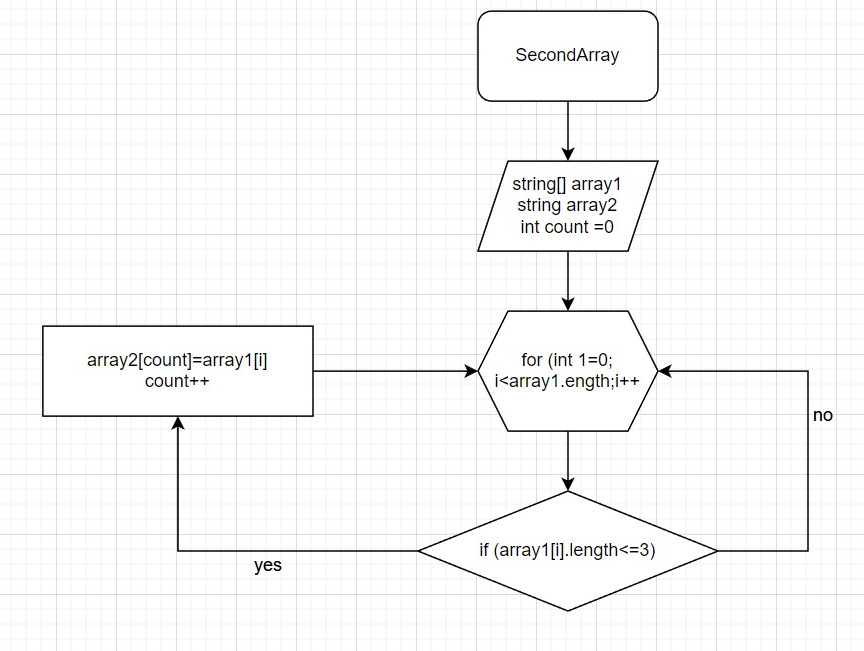 SecondArray
string[] array1
string array2
int count =0
for (int 1=0;
i<array1.ength;i++
array2[count]=array1[i]
count++
no
if (array1[i].length<=3)
yes